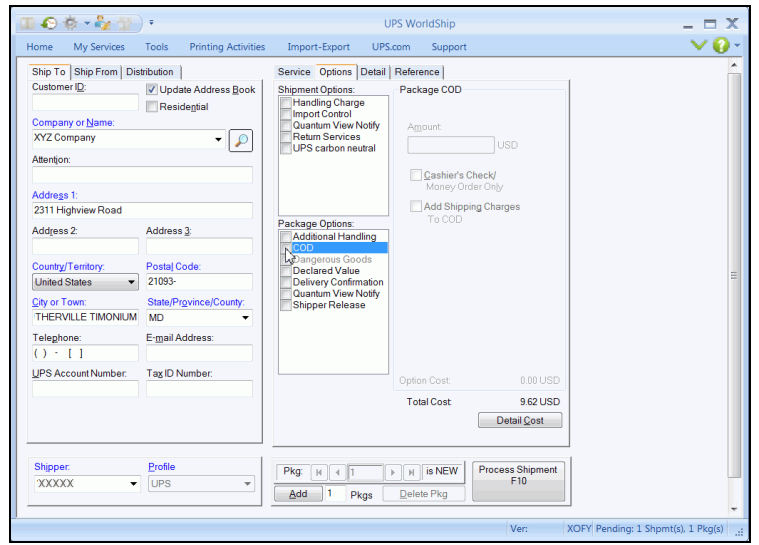 UPS WorldShip
Home My Services Tools Printing Activities Import-Export UPS.com Support
Ship To Ship From Distribution
Customer ID:
Update Address Book
Residential
Company or Name:
XYZ Company
Attention:
Address 1:
2311 Highview Road
Address 2: Address 3:
Country/Territory: Postal Code:
United States 21093-
City or Town: State/Province/County:
THERVILLE TIMONIUM MD
Telephone: E-mail Address:
( ) - [ ]
UPS Account Number: Tax ID Number:
Shipper: Profile
XXXXX UPS
Service Options Detail Reference
Shipment Options:
Handling Charge
Import Control
Quantum View Notify
Return Services
UPS carbon neutral
Package Options:
Additional Handling
COD
Dangerous Goods
Declared Value
Delivery Confirmation
Quantum View Notify
Shipper Release
Package COD
Amount:
USD
Cashier's Check/
Money Order Only
Add Shipping Charges
To COD
Option Cost: 0.00 USD
Total Cost: 9.62 USD
Detail Cost
Pkg: 1 is NEW
Add 1 Pkgs Delete Pkg
Process Shipment
F10
Ver: XOFY Pending: 1 Shpmt(s), 1 Pkg(s)